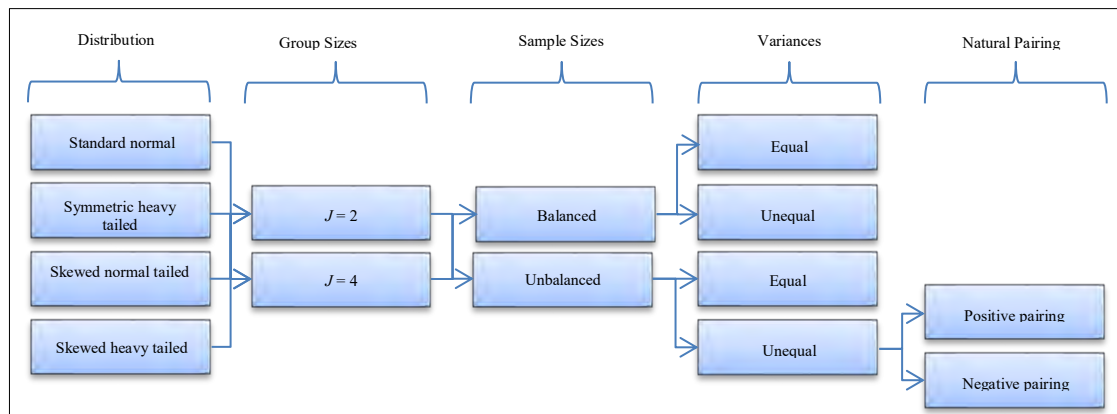 Distribution
Group Sizes
Sample Sizes
Variances
Natural Pairing
Standard normal
Symmetric heavy
tailed
Skewed normal tailed
Skewed heavy tailed
J = 2
J = 4
Balanced
Unbalanced
Equal
Unequal
Equal
Unequal
Positive pairing
Negative pairing